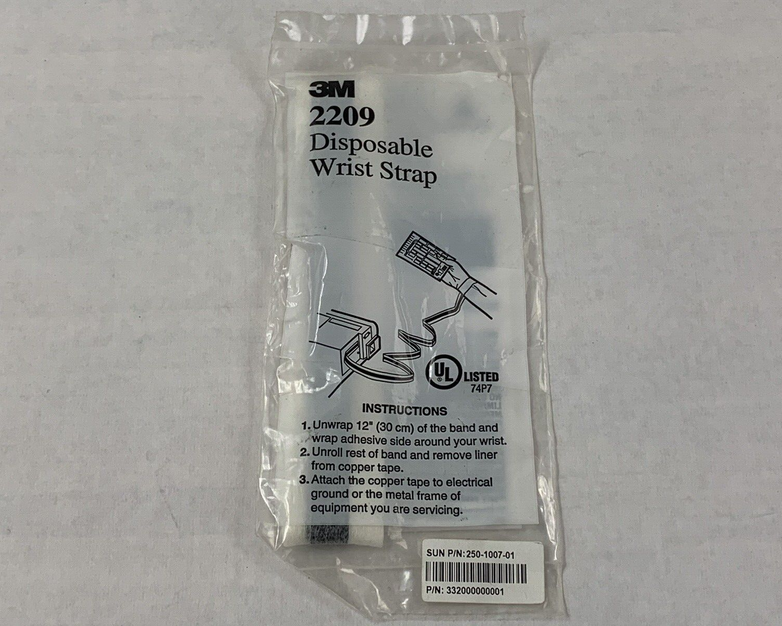 3M
2209
Disposable
Wrist Strap
UL
®
LISTED
74P7
INSTRUCTIONS
1. Unwrap 12" (30 cm) of the band and
wrap adhesive side around your wrist.
2. Unroll rest of band and remove liner
from copper tape.
3. Attach the copper tape to electrical
ground or the metal frame of
equipment you are servicing.
SUN P/N: 250-1007-01
P/N: 332000000001